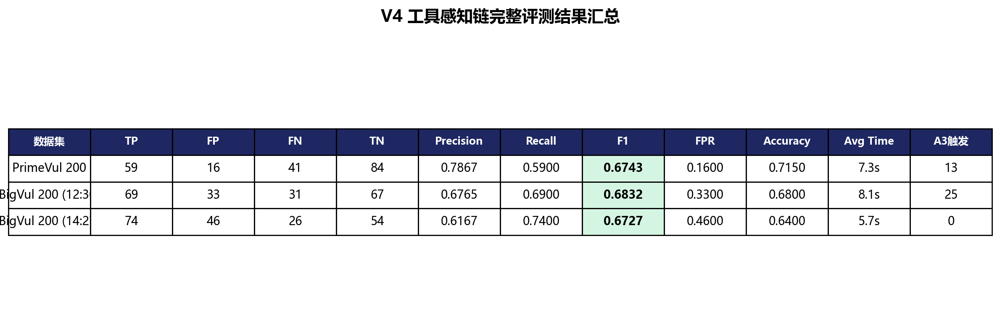 V4 工具感知链完整评测结果汇总
数据集 TP FP FN TN Precision Recall F1 FPR Accuracy Avg Time A3触发
PrimeVul 200 59 16 41 84 0.7867 0.5900 0.6743 0.1600 0.7150 7.3s 13
BigVul 200 (12:3 69 33 31 67 0.6765 0.6900 0.6832 0.3300 0.6800 8.1s 25
BigVul 200 (14:2 74 46 26 54 0.6167 0.7400 0.6727 0.4600 0.6400 5.7s 0